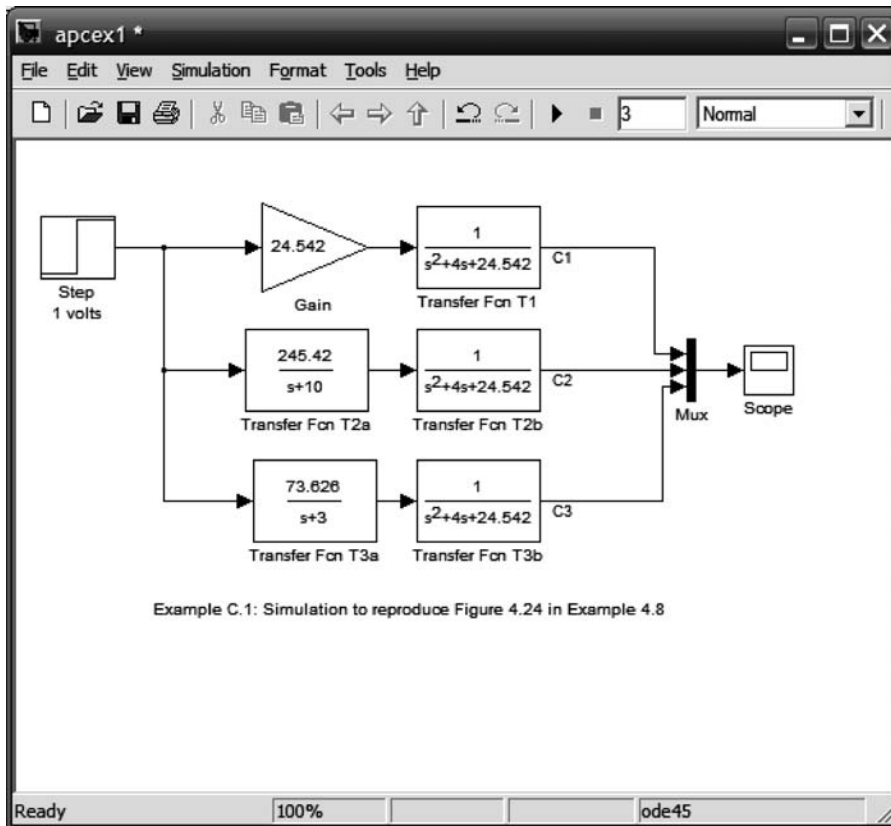 apcex1 *
File Edit View Simulation Format Tools Help
3 Normal
Step
1 volts
24.542
Gain
1
s²+4s+24.542
Transfer Fcn T1
C1
245.42
s+10
Transfer Fcn T2a
1
s²+4s+24.542
Transfer Fcn T2b
C2
Mux
Scope
73.626
s+3
Transfer Fcn T3a
1
s²+4s+24.542
Transfer Fcn T3b
C3
Example C.1: Simulation to reproduce Figure 4.24 in Example 4.8
Ready 100% ode45